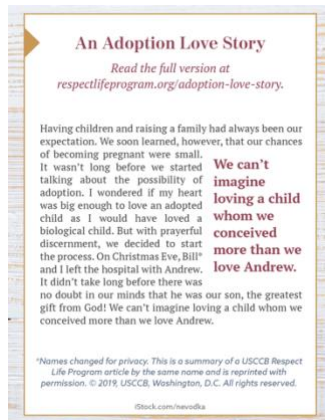 An Adoption Love Story
Read the full version at
respectlifeprogram.org/adoption-love-story.
Having children and raising a family had always been our
expectation. We soon learned, however, that our chances
of becoming pregnant were small.
It wasn't long before we started
talking about the possibility of
adoption. I wondered if my heart
was big enough to love an adopted
child as I would have loved a
biological child. But with prayerful
discernment, we decided to start
the process. On Christmas Eve, Bill*
and I left the hospital with Andrew.
It didn't take long before there was
no doubt in our minds that he was our son, the greatest
gift from God! We can't imagine loving a child whom we
conceived more than we love Andrew.
We can't
imagine
loving a child
whom we
conceived
more than we
love Andrew.
*Names changed for privacy. This is a summary of a USCCB Respect
Life Program article by the same name and is reprinted with
permission. © 2019, USCCB, Washington, D.C. All rights reserved.
iStock.com/nevodka